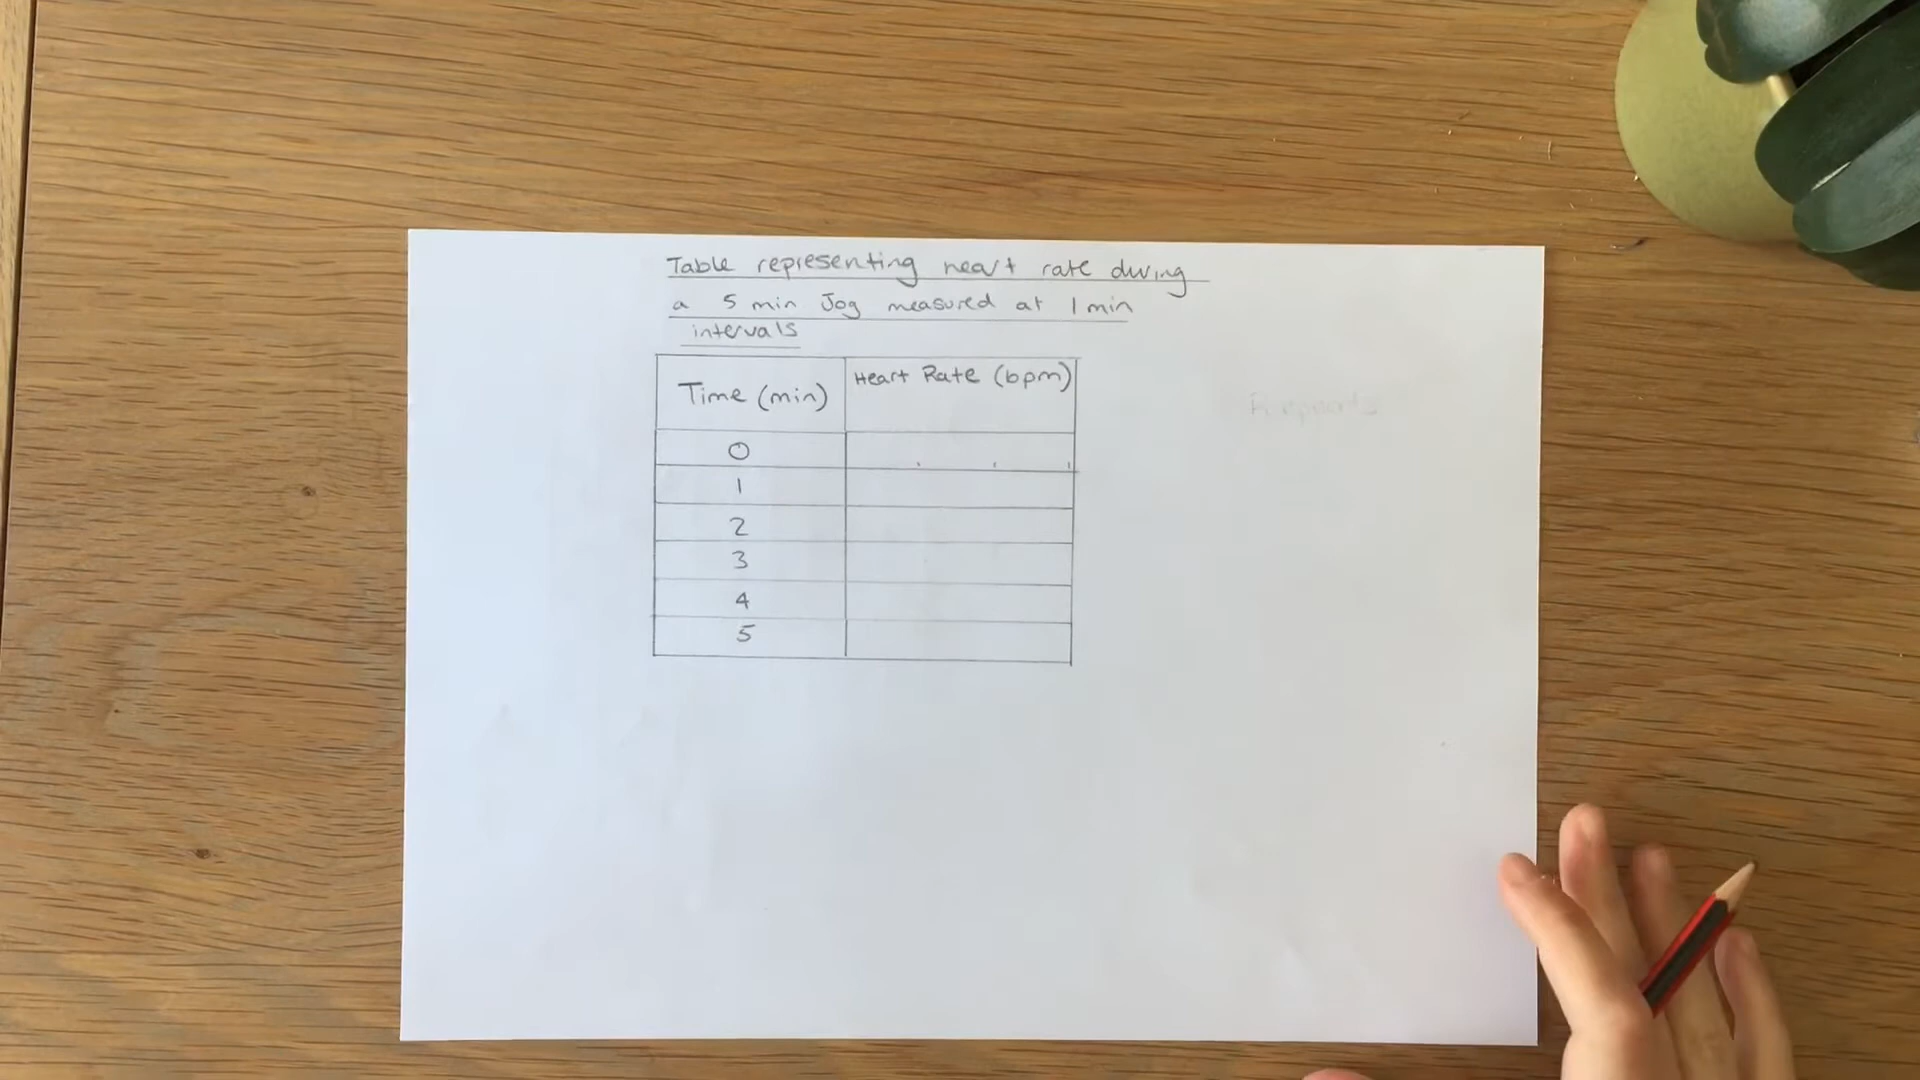 Table representing heart rate during
a 5 min Jog measured at 1 min
intervals
Time (min) Heart Rate (bpm)
0
1
2
3
4
5